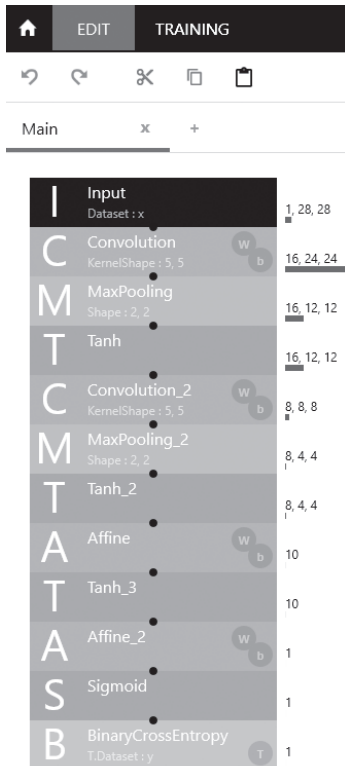 EDIT TRAINING
Main x +
I Input
Dataset : x
1, 28, 28
C Convolution W b
KernelShape : 5, 5
16, 24, 24
M MaxPooling
Shape : 2, 2
16, 12, 12
T Tanh
16, 12, 12
C Convolution_2 W b
KernelShape : 5, 5
8, 8, 8
M MaxPooling_2
Shape : 2, 2
8, 4, 4
T Tanh_2
8, 4, 4
A Affine W b
10
T Tanh_3
10
A Affine_2 W b
1
S Sigmoid
1
B BinaryCrossEntropy
T.Dataset : y T
1